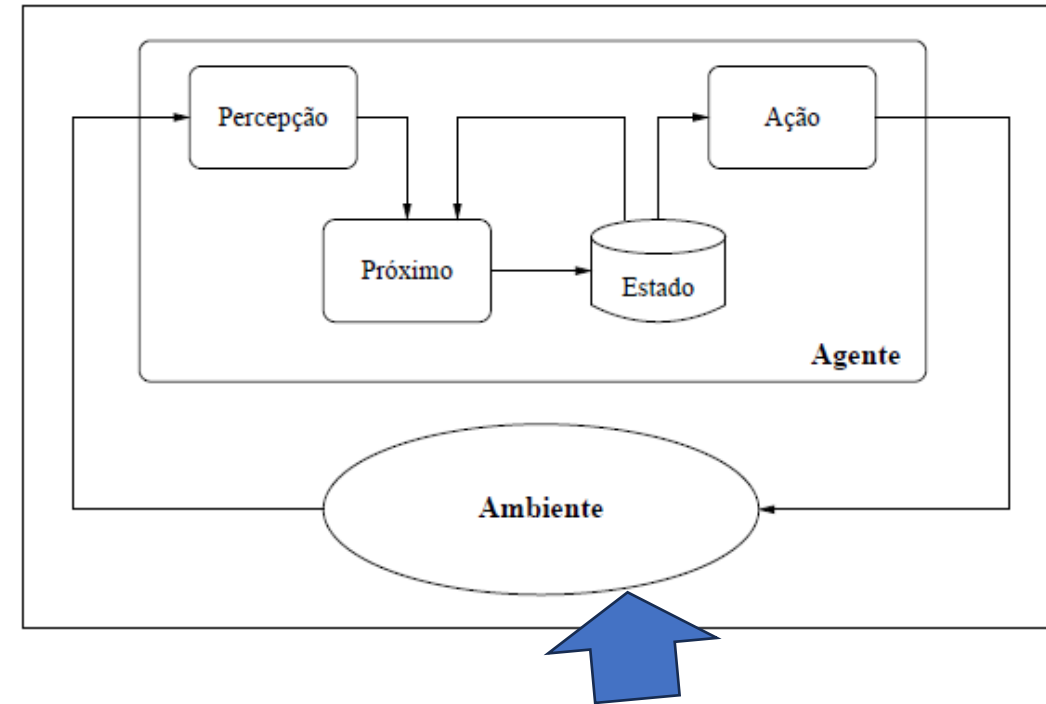 Percepção
Ação
Próximo
Estado
Agente
Ambiente